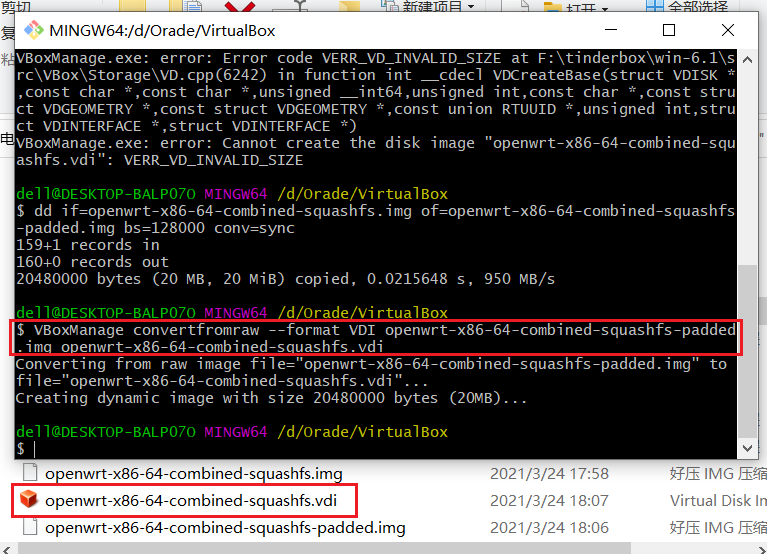 剪切
新建项目
打开
全部选择
MINGW64:/d/Orade/VirtualBox
VBoxManage.exe: error: Error code VERR_VD_INVALID_SIZE at F:\tinderbox\win-6.1\s
rc\VBox\Storage\VD.cpp(6242) in function int __cdecl VDCreateBase(struct VDISK *
,const char *,const char *,unsigned __int64,unsigned int,const char *,const stru
ct VDGEOMETRY *,const struct VDGEOMETRY *,const union RTUUID *,unsigned int,stru
ct VDINTERFACE *,struct VDINTERFACE *)
VBoxManage.exe: error: Cannot create the disk image "openwrt-x86-64-combined-squ
ashfs.vdi": VERR_VD_INVALID_SIZE
dell@DESKTOP-BALPO7O MINGW64 /d/Orade/VirtualBox
$ dd if=openwrt-x86-64-combined-squashfs.img of=openwrt-x86-64-combined-squashfs
-padded.img bs=128000 conv=sync
159+1 records in
160+0 records out
20480000 bytes (20 MB, 20 MiB) copied, 0.0215648 s, 950 MB/s
dell@DESKTOP-BALPO7O MINGW64 /d/Orade/VirtualBox
$ VBoxManage convertfromraw --format VDI openwrt-x86-64-combined-squashfs-padded
.img openwrt-x86-64-combined-squashfs.vdi
Converting from raw image file="openwrt-x86-64-combined-squashfs-padded.img" to
file="openwrt-x86-64-combined-squashfs.vdi"...
Creating dynamic image with size 20480000 bytes (20MB)...
dell@DESKTOP-BALPO7O MINGW64 /d/Orade/VirtualBox
$
openwrt-x86-64-combined-squashfs.img 2021/3/24 17:58 好压 IMG 压缩
openwrt-x86-64-combined-squashfs.vdi 2021/3/24 18:07 Virtual Disk Im
openwrt-x86-64-combined-squashfs-padded.img 2021/3/24 18:06 好压 IMG 压缩